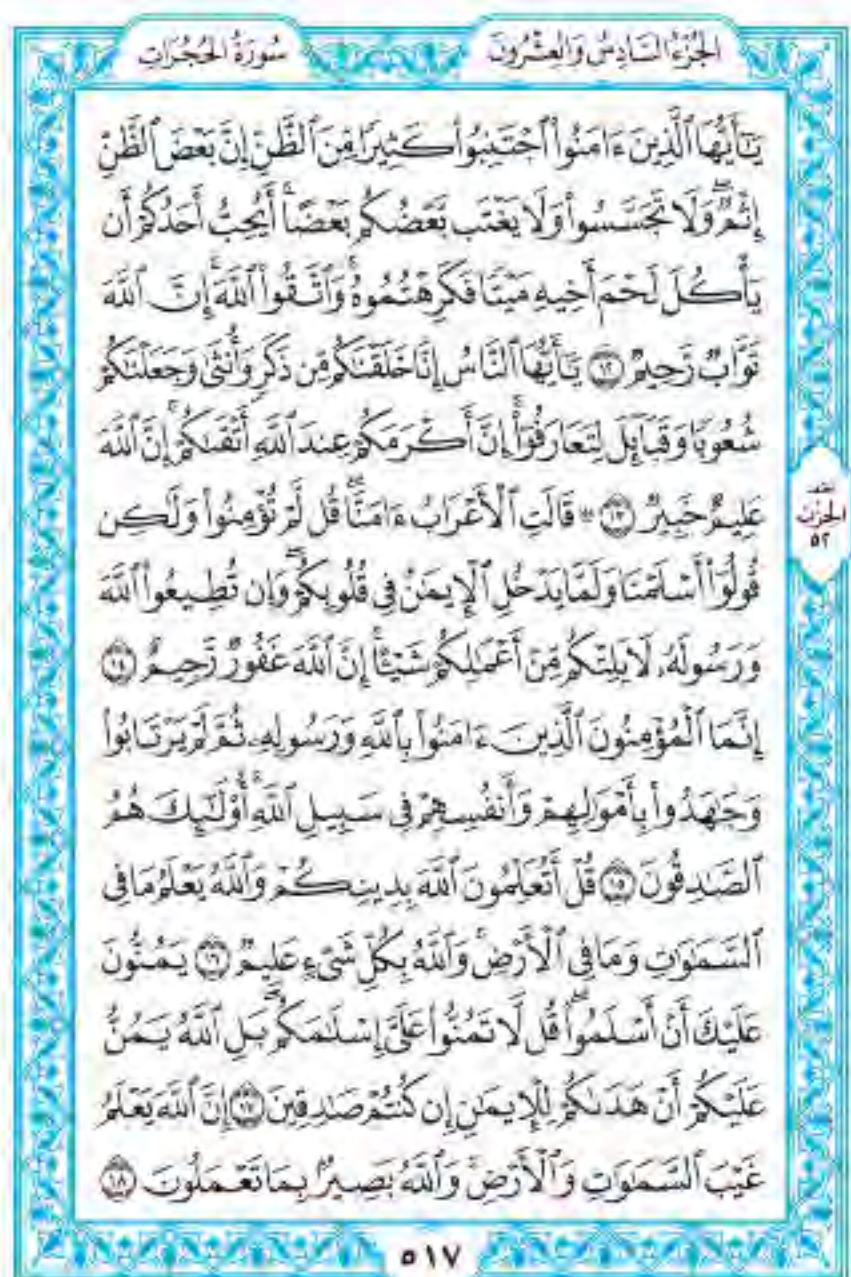 الجُزْءُ السَّادِسُ وَالعِشْرُونَ سُورَةُ الحُجُرَاتِ
يَٰٓأَيُّهَا ٱلَّذِينَ ءَامَنُوا۟ ٱجْتَنِبُوا۟ كَثِيرًا مِّنَ ٱلظَّنِّ إِنَّ بَعْضَ ٱلظَّنِّ
إِثْمٌۖ وَلَا تَجَسَّسُوا۟ وَلَا يَغْتَب بَّعْضُكُم بَعْضًاۚ أَيُحِبُّ أَحَدُكُمْ أَن
يَأْكُلَ لَحْمَ أَخِيهِ مَيْتًا فَكَرِهْتُمُوهُۚ وَٱتَّقُوا۟ ٱللَّهَۚ إِنَّ ٱللَّهَ
تَوَّابٌ رَّحِيمٌ ١٢ يَٰٓأَيُّهَا ٱلنَّاسُ إِنَّا خَلَقْنَٰكُم مِّن ذَكَرٍ وَأُنثَىٰ وَجَعَلْنَٰكُمْ
شُعُوبًا وَقَبَآئِلَ لِتَعَارَفُوٓا۟ۚ إِنَّ أَكْرَمَكُمْ عِندَ ٱللَّهِ أَتْقَىٰكُمْۚ إِنَّ ٱللَّهَ
عَلِيمٌ خَبِيرٌ ١٣ ۞ قَالَتِ ٱلْأَعْرَابُ ءَامَنَّاۖ قُل لَّمْ تُؤْمِنُوا۟ وَلَٰكِن
الحِزْب
٥٢
قُولُوٓا۟ أَسْلَمْنَا وَلَمَّا يَدْخُلِ ٱلْإِيمَٰنُ فِى قُلُوبِكُمْۖ وَإِن تُطِيعُوا۟ ٱللَّهَ
وَرَسُولَهُۥ لَا يَلِتْكُم مِّنْ أَعْمَٰلِكُمْ شَيْـًٔاۚ إِنَّ ٱللَّهَ غَفُورٌ رَّحِيمٌ ١٤
إِنَّمَا ٱلْمُؤْمِنُونَ ٱلَّذِينَ ءَامَنُوا۟ بِٱللَّهِ وَرَسُولِهِۦ ثُمَّ لَمْ يَرْتَابُوا۟
وَجَٰهَدُوا۟ بِأَمْوَٰلِهِمْ وَأَنفُسِهِمْ فِى سَبِيلِ ٱللَّهِۚ أُو۟لَٰٓئِكَ هُمُ
ٱلصَّٰدِقُونَ ١٥ قُلْ أَتُعَلِّمُونَ ٱللَّهَ بِدِينِكُمْ وَٱللَّهُ يَعْلَمُ مَا فِى
ٱلسَّمَٰوَٰتِ وَمَا فِى ٱلْأَرْضِۚ وَٱللَّهُ بِكُلِّ شَىْءٍ عَلِيمٌ ١٦ يَمُنُّونَ
عَلَيْكَ أَنْ أَسْلَمُوا۟ۖ قُل لَّا تَمُنُّوا۟ عَلَىَّ إِسْلَٰمَكُمۖ بَلِ ٱللَّهُ يَمُنُّ
عَلَيْكُمْ أَنْ هَدَىٰكُمْ لِلْإِيمَٰنِ إِن كُنتُمْ صَٰدِقِينَ ١٧ إِنَّ ٱللَّهَ يَعْلَمُ
غَيْبَ ٱلسَّمَٰوَٰتِ وَٱلْأَرْضِۚ وَٱللَّهُ بَصِيرٌۢ بِمَا تَعْمَلُونَ ١٨
٥١٧